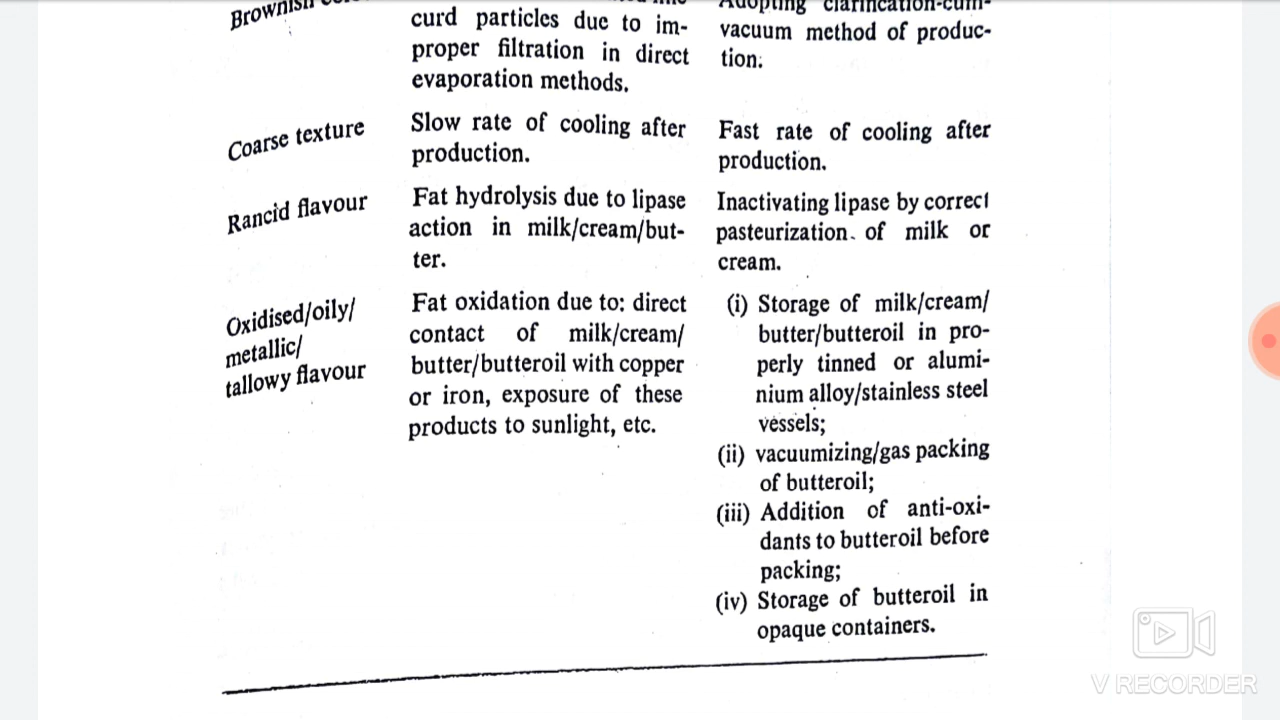 Brownish
curd particles due to im-
proper filtration in direct
evaporation methods.
Adopting clarification-cum-
vacuum method of produc-
tion.
Coarse texture
Slow rate of cooling after
production.
Fast rate of cooling after
production.
Rancid flavour
Fat hydrolysis due to lipase
action in milk/cream/but-
ter.
Inactivating lipase by correct
pasteurization. of milk or
cream.
Oxidised/oily/
metallic/
tallowy flavour
Fat oxidation due to: direct
contact of milk/cream/
butter/butteroil with copper
or iron, exposure of these
products to sunlight, etc.
(i) Storage of milk/cream/
butter/butteroil in pro-
perly tinned or alumi-
nium alloy/stainless steel
vessels;
(ii) vacuumizing/gas packing
of butteroil;
(iii) Addition of anti-oxi-
dants to butteroil before
packing;
(iv) Storage of butteroil in
opaque containers.
V RECORDER